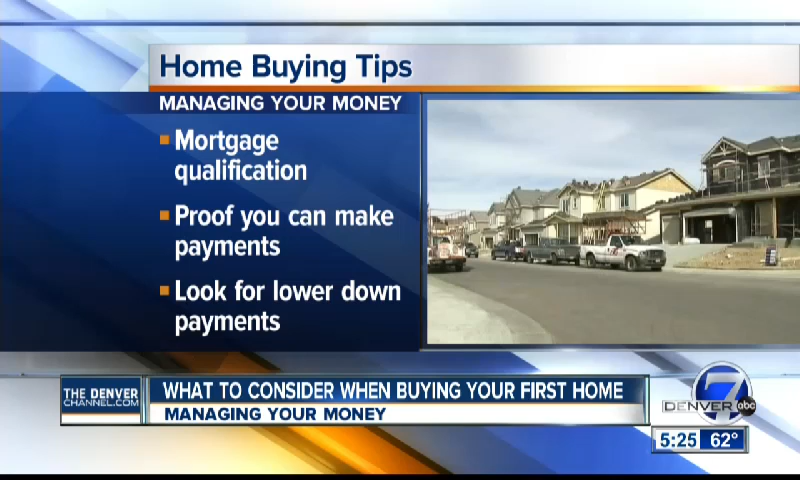 Home Buying Tips
MANAGING YOUR MONEY
Mortgage
qualification
Proof you can make
payments
Look for lower down
payments
THE DENVER
CHANNEL.COM
WHAT TO CONSIDER WHEN BUYING YOUR FIRST HOME
MANAGING YOUR MONEY
7
DENVER abc
5:25 62°